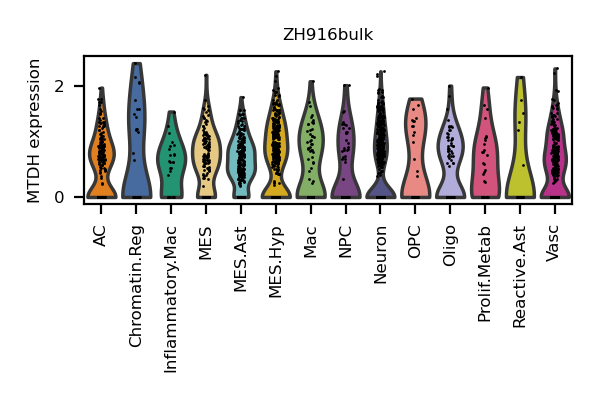 ZH916bulk
MTDH expression
2
0
AC
Chromatin.Reg
Inflammatory.Mac
MES
MES.Ast
MES.Hyp
Mac
NPC
Neuron
OPC
Oligo
Prolif.Metab
Reactive.Ast
Vasc